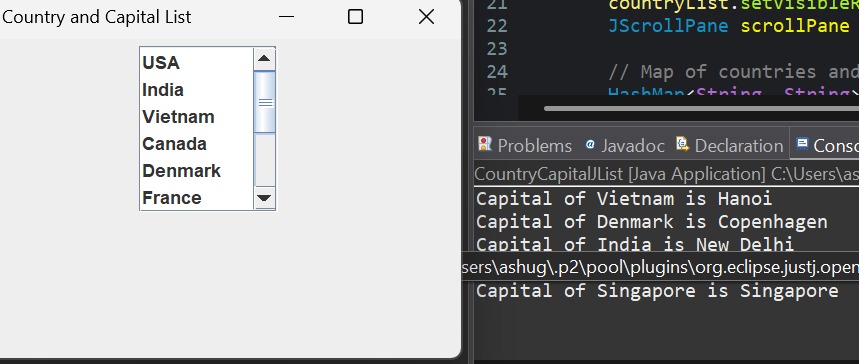 Country and Capital List
USA
India
Vietnam
Canada
Denmark
France
21 countryList.setVisibleR
22 JScrollPane scrollPane
23
24 // Map of countries and
25 HashMap<String, String>
Problems @ Javadoc Declaration Conso
CountryCapitalJList [Java Application] C:\Users\as
Capital of Vietnam is Hanoi
Capital of Denmark is Copenhagen
Capital of India is New Delhi
sers\ashug\.p2\pool\plugins\org.eclipse.justj.open
Capital of Singapore is Singapore